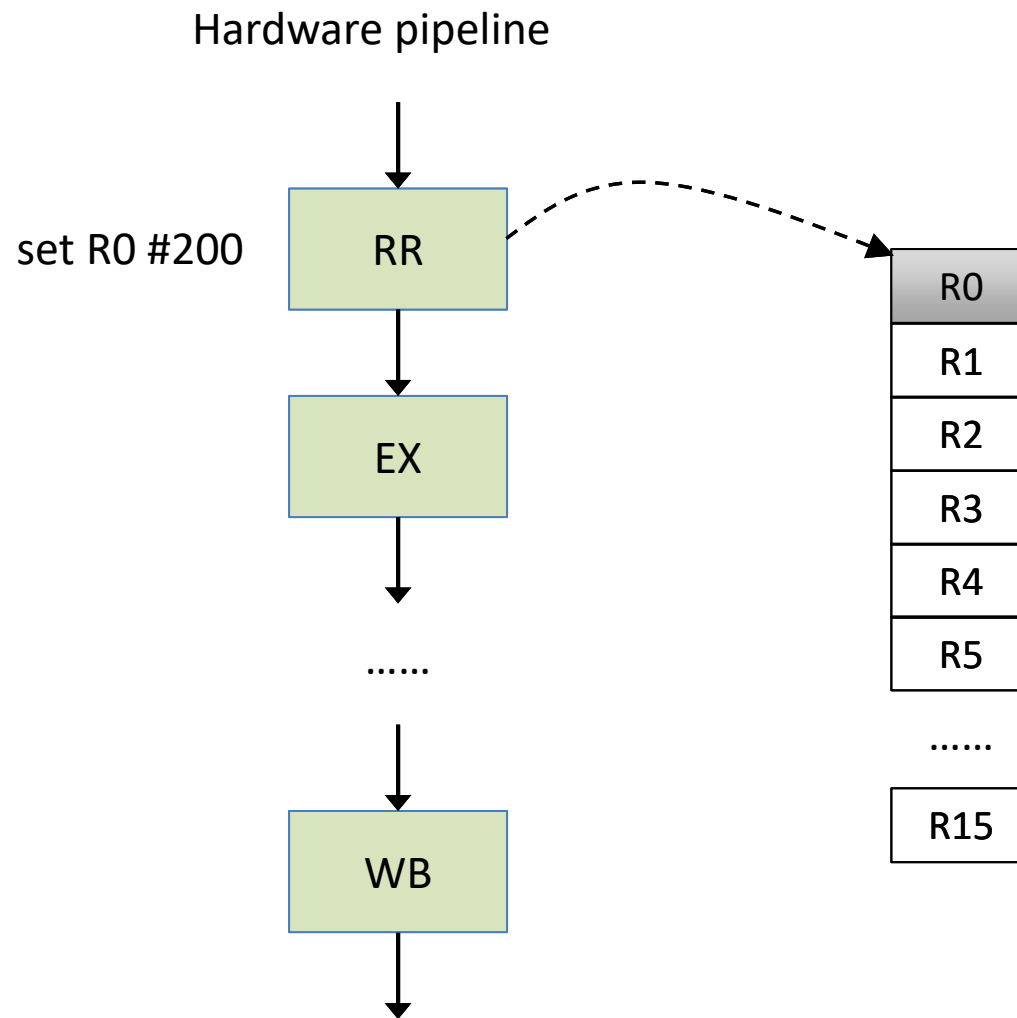 Hardware pipeline
set R0 #200
RR
EX
......
WB
R0
R1
R2
R3
R4
R5
......
R15